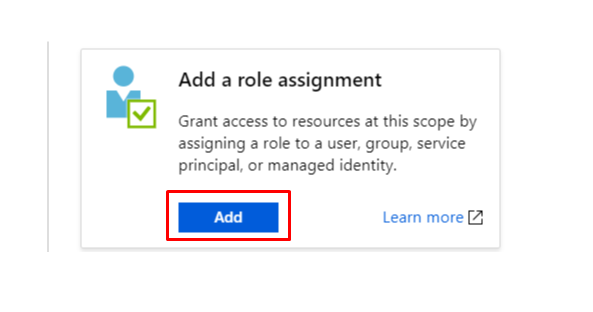 Add a role assignment
Grant access to resources at this scope by
assigning a role to a user, group, service
principal, or managed identity.
Add
Learn more